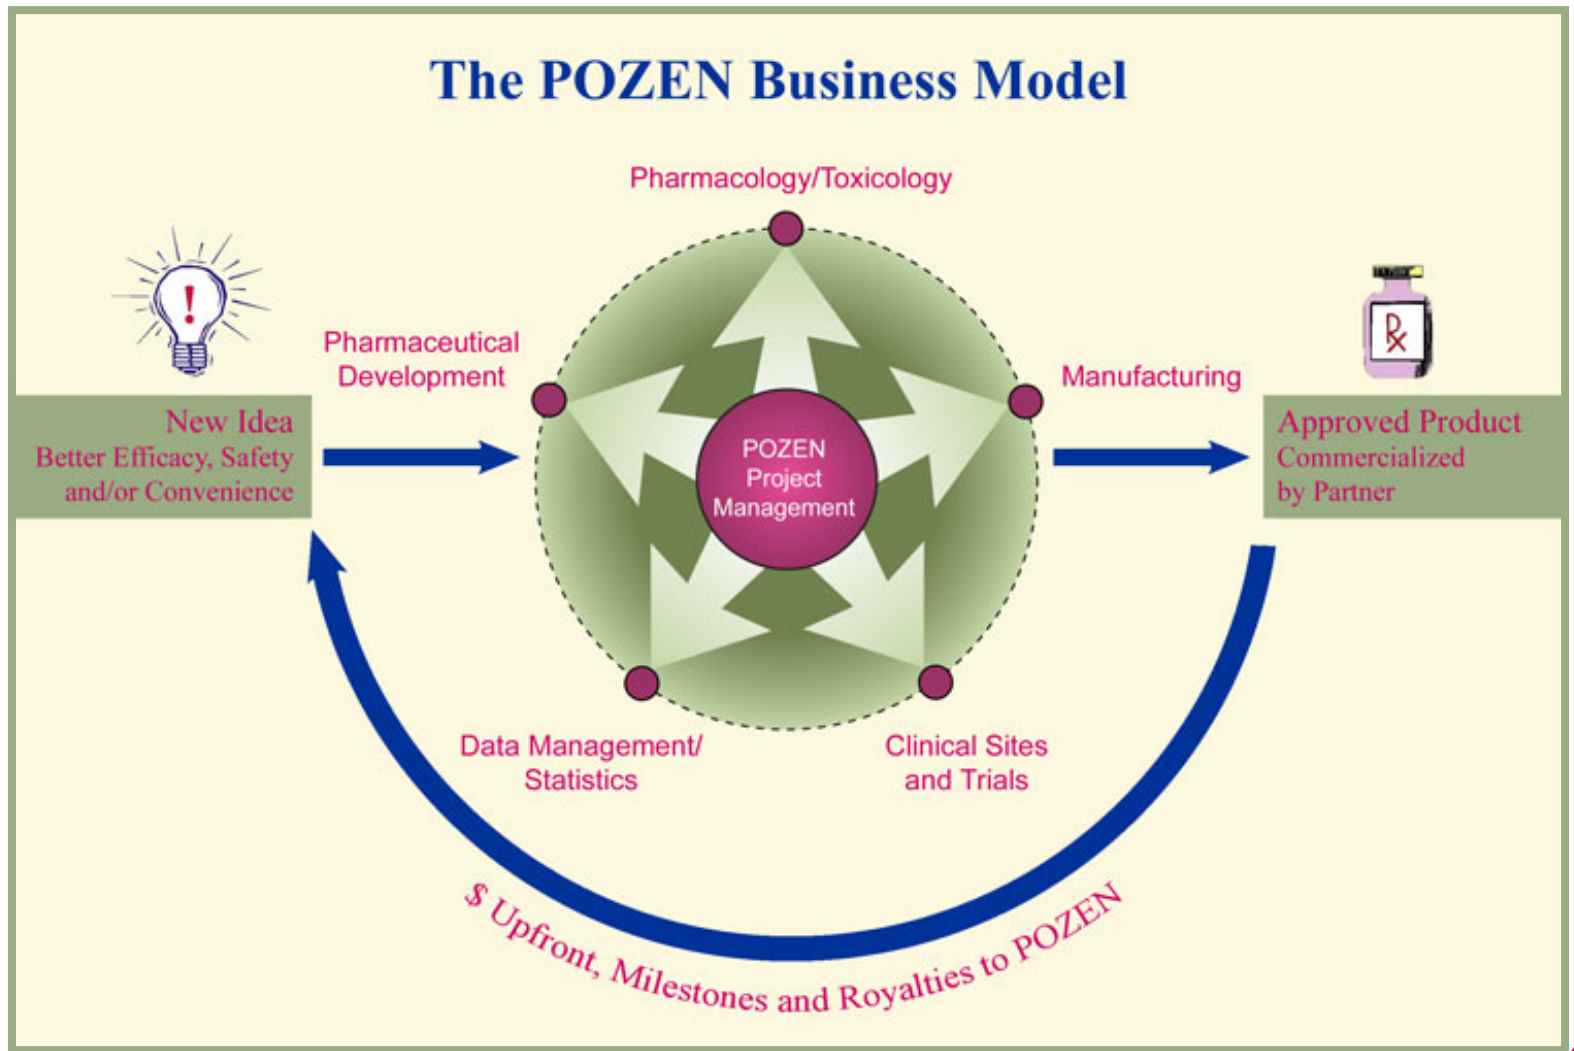 The POZEN Business Model
Pharmacology/Toxicology
!
Pharmaceutical
Development
Manufacturing
Rx
New Idea
Better Efficacy, Safety
and/or Convenience
POZEN
Project
Management
Approved Product
Commercialized
by Partner
Data Management/
Statistics
Clinical Sites
and Trials
$ Upfront, Milestones and Royalties to POZEN